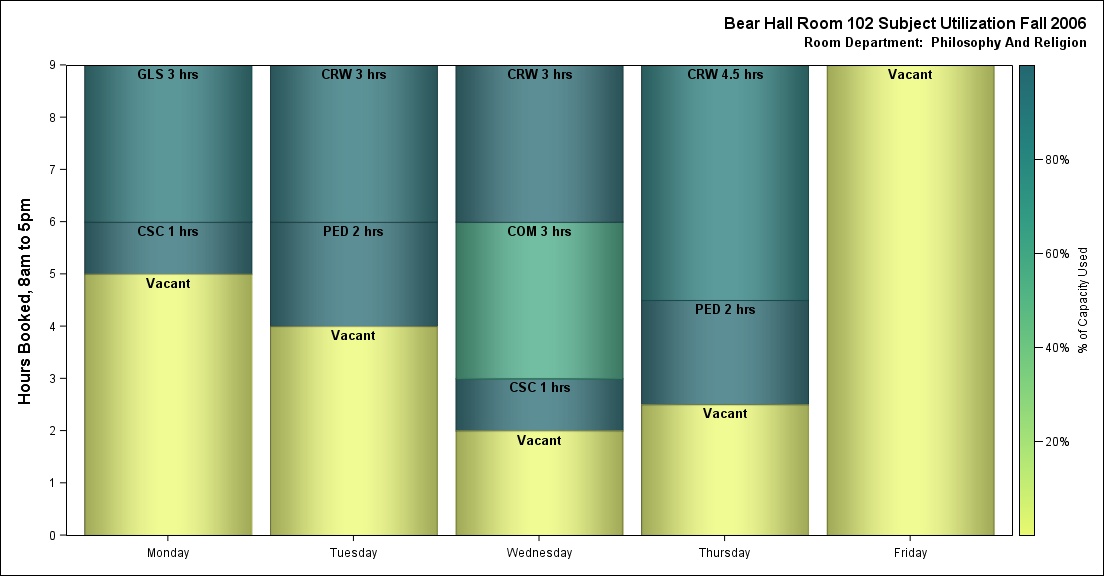 Bear Hall Room 102 Subject Utilization Fall 2006
Room Department:  Philosophy And Religion
Hours Booked, 8am to 5pm
9
8
7
6
5
4
3
2
1
0
GLS 3 hrs
CSC 1 hrs
Vacant
CRW 3 hrs
PED 2 hrs
Vacant
CRW 3 hrs
COM 3 hrs
CSC 1 hrs
Vacant
CRW 4.5 hrs
PED 2 hrs
Vacant
Vacant
Monday
Tuesday
Wednesday
Thursday
Friday
80%
60%
40%
20%
% of Capacity Used